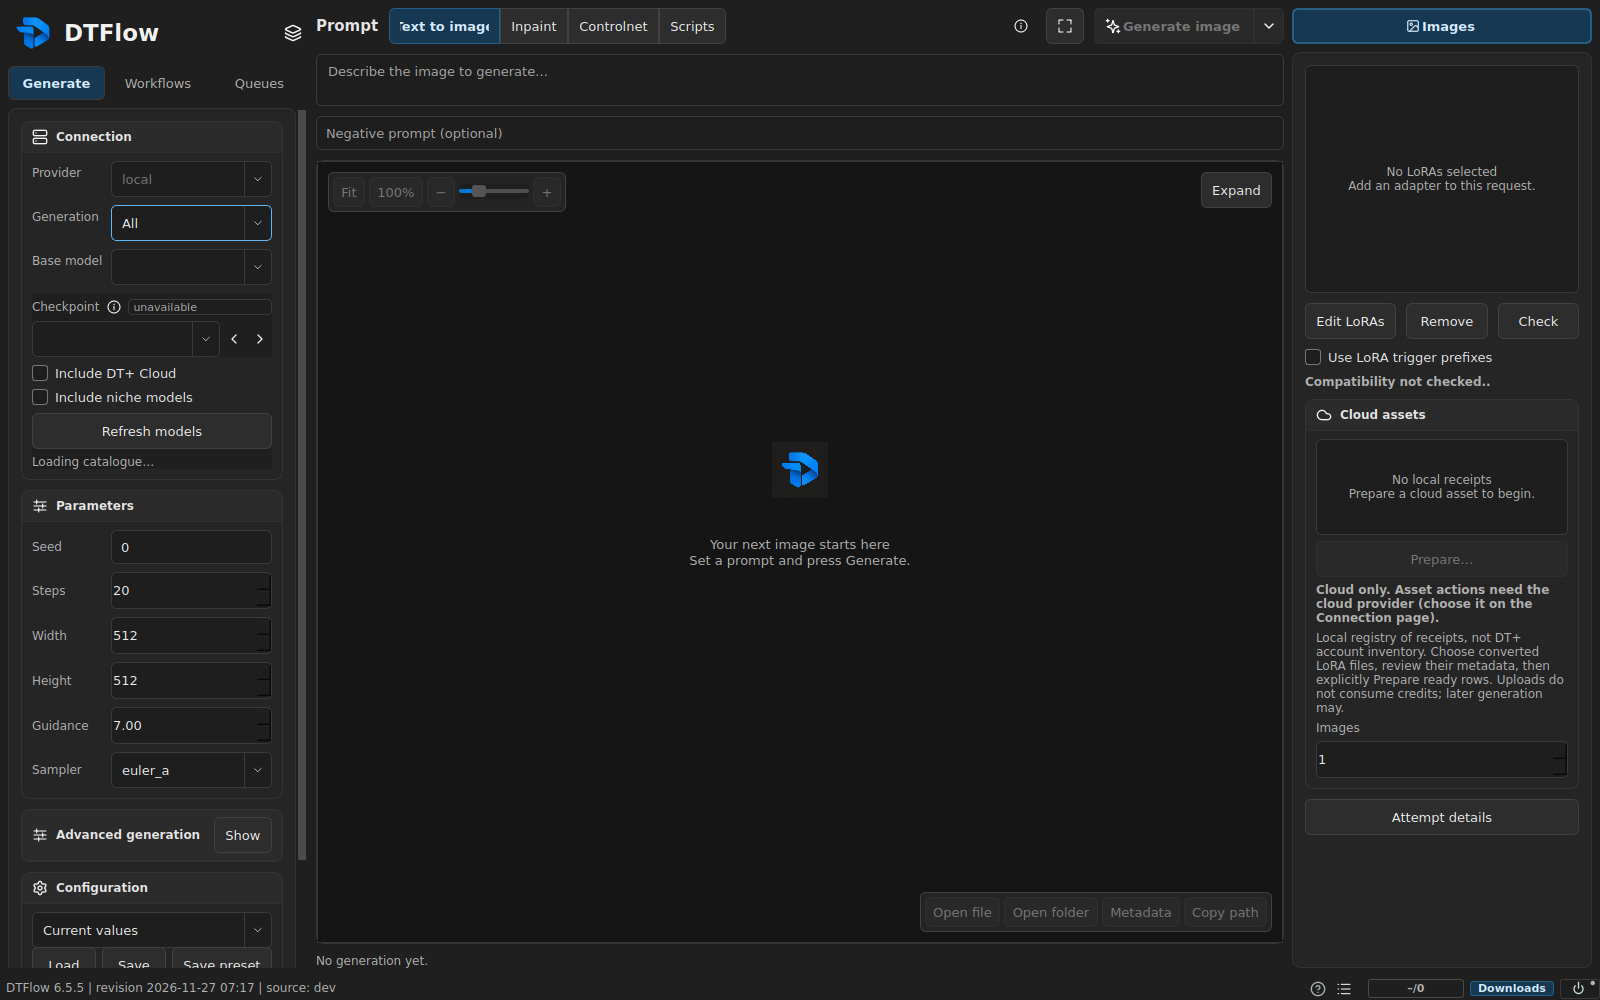 DTFlow
Generate
Workflows
Queues
Connection
Provider
local
Generation
All
Base model
Checkpoint
unavailable
Include DT+ Cloud
Include niche models
Refresh models
Loading catalogue...
Parameters
Seed
0
Steps
20
Width
512
Height
512
Guidance
7.00
Sampler
euler_a
Advanced generation
Show
Configuration
Current values
Load
Save
Save preset
Prompt
Text to image
Inpaint
Controlnet
Scripts
Generate image
Describe the image to generate...
Negative prompt (optional)
Fit
100%
−
+
Expand
Your next image starts here
Set a prompt and press Generate.
Open file
Open folder
Metadata
Copy path
No generation yet.
Images
No LoRAs selected
Add an adapter to this request.
Edit LoRAs
Remove
Check
Use LoRA trigger prefixes
Compatibility not checked..
Cloud assets
No local receipts
Prepare a cloud asset to begin.
Prepare...
Cloud only. Asset actions need the
cloud provider (choose it on the
Connection page).
Local registry of receipts, not DT+
account inventory. Choose converted
LoRA files, review their metadata, then
explicitly Prepare ready rows. Uploads do
not consume credits; later generation
may.
Images
1
Attempt details
DTFlow 6.5.5 | revision 2026-11-27 07:17 | source: dev
-/0
Downloads